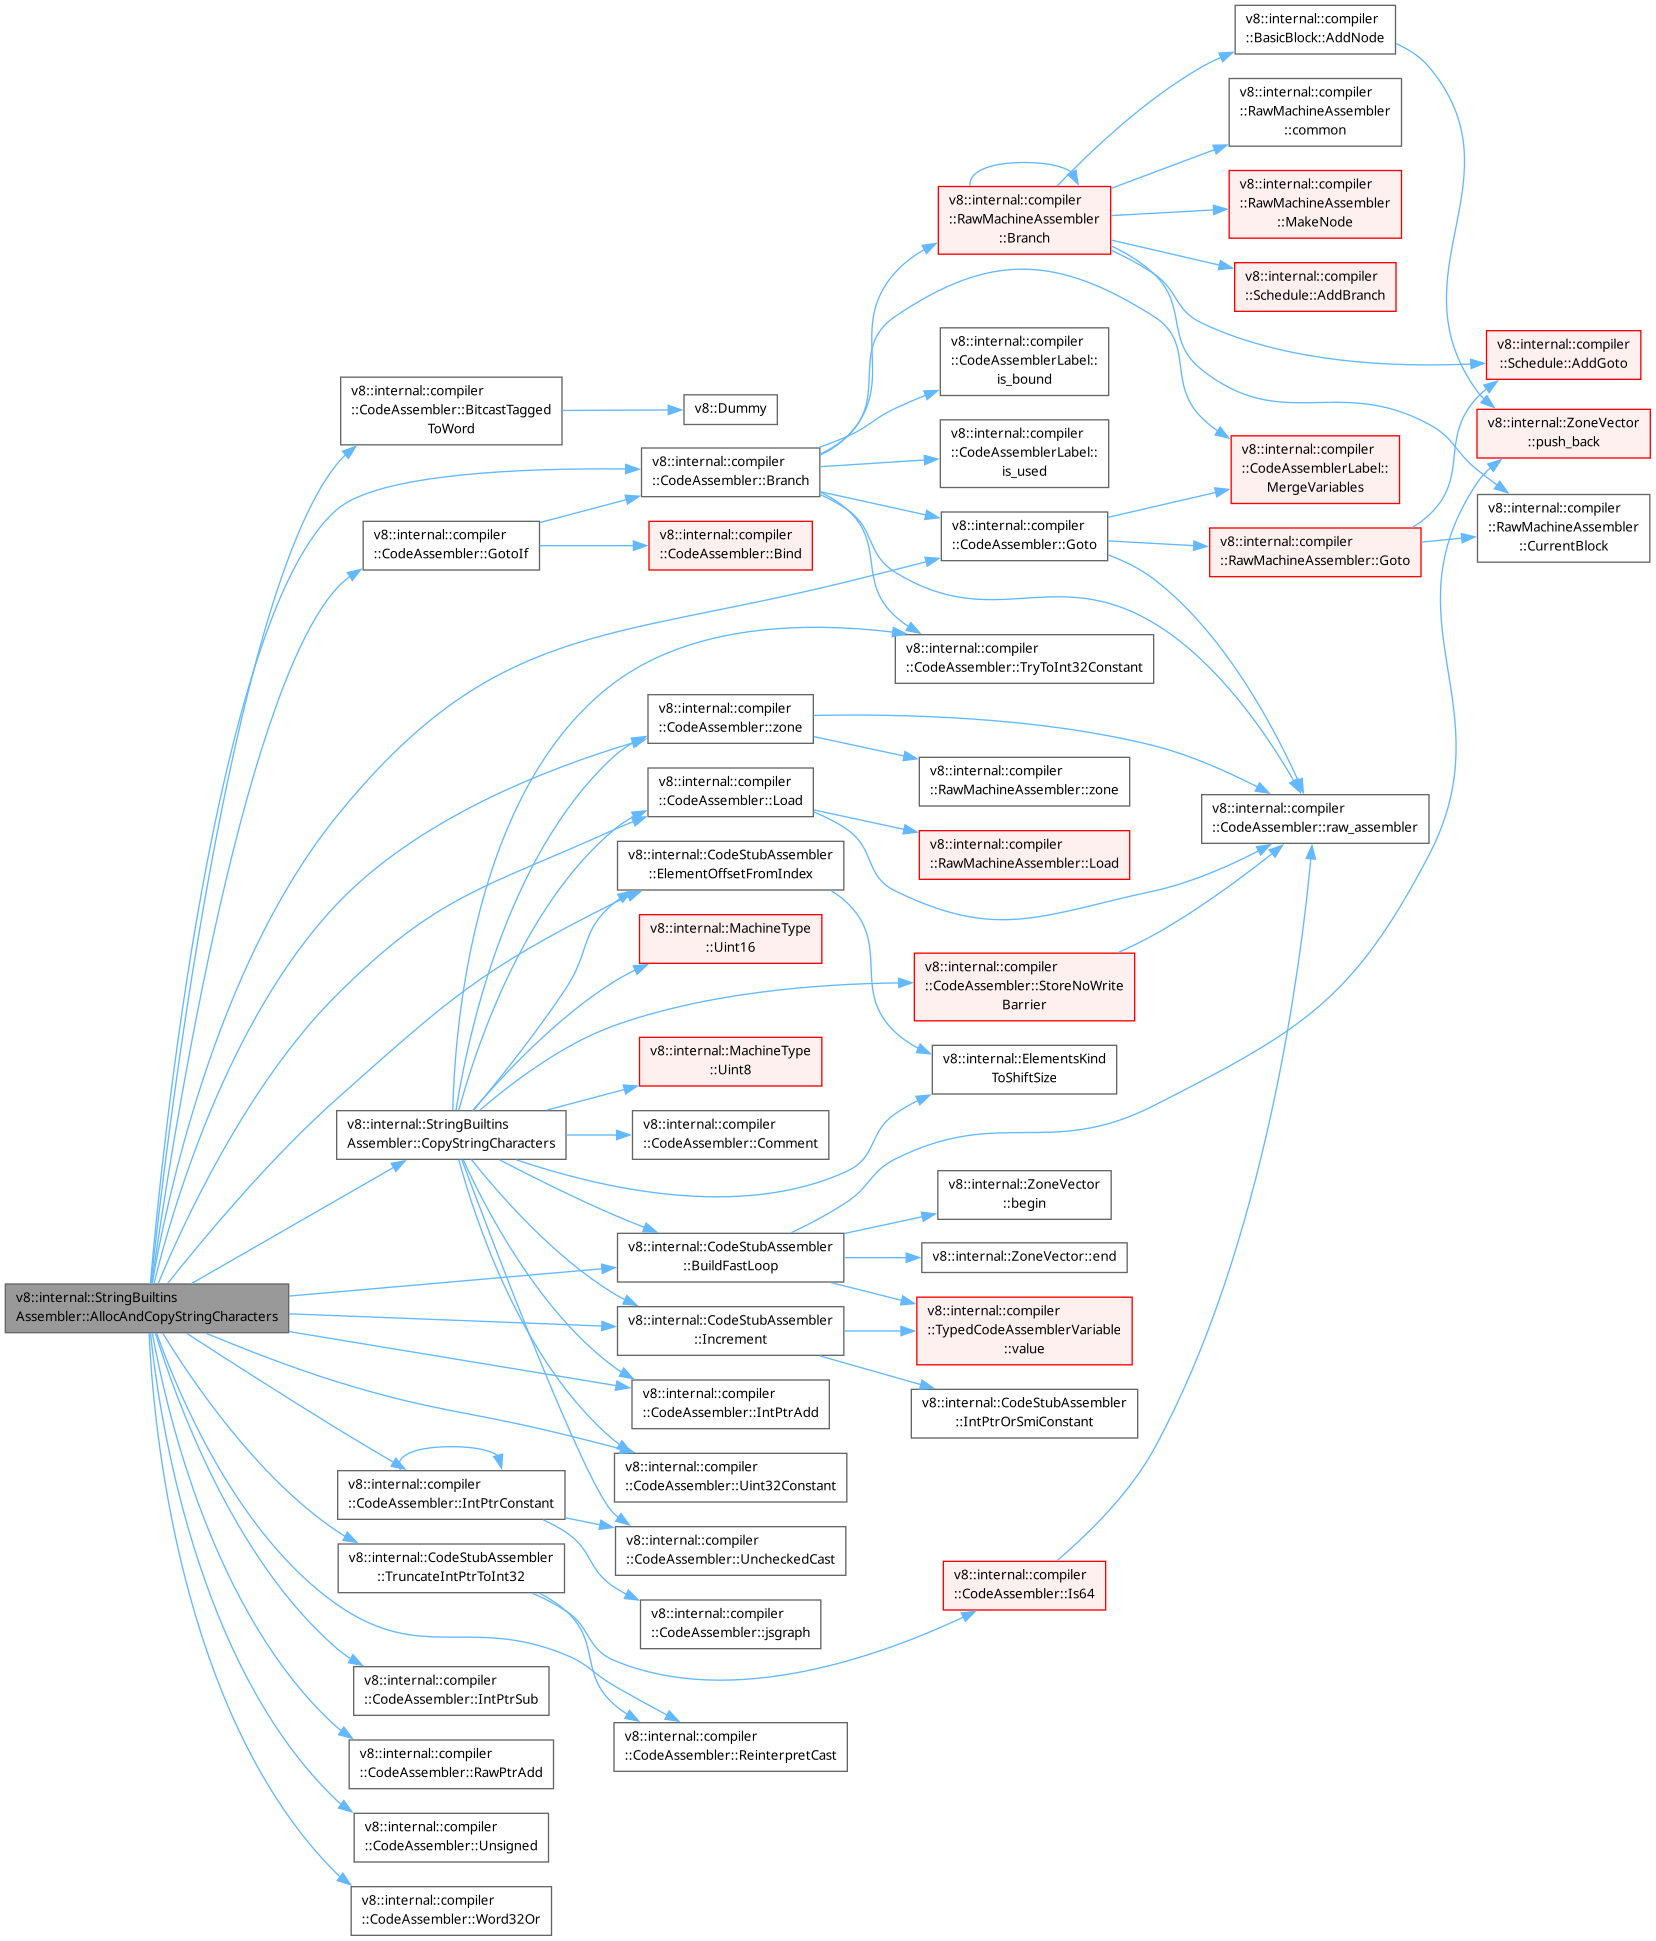 v8::internal::compiler
::BasicBlock::AddNode
v8::internal::compiler
::RawMachineAssembler
::common
v8::internal::compiler
::RawMachineAssembler
::MakeNode
v8::internal::compiler
::RawMachineAssembler
::Branch
v8::internal::compiler
::Schedule::AddBranch
v8::internal::compiler
::CodeAssemblerLabel::
is_bound
v8::internal::compiler
::Schedule::AddGoto
v8::internal::compiler
::CodeAssembler::BitcastTagged
ToWord
v8::Dummy
v8::internal::ZoneVector
::push_back
v8::internal::compiler
::CodeAssemblerLabel::
is_used
v8::internal::compiler
::CodeAssembler::Branch
v8::internal::compiler
::CodeAssemblerLabel::
MergeVariables
v8::internal::compiler
::RawMachineAssembler
::CurrentBlock
v8::internal::compiler
::CodeAssembler::GotoIf
v8::internal::compiler
::CodeAssembler::Bind
v8::internal::compiler
::CodeAssembler::Goto
v8::internal::compiler
::RawMachineAssembler::Goto
v8::internal::compiler
::CodeAssembler::TryToInt32Constant
v8::internal::compiler
::CodeAssembler::zone
v8::internal::compiler
::RawMachineAssembler::zone
v8::internal::compiler
::CodeAssembler::Load
v8::internal::compiler
::CodeAssembler::raw_assembler
v8::internal::compiler
::RawMachineAssembler::Load
v8::internal::CodeStubAssembler
::ElementOffsetFromIndex
v8::internal::MachineType
::Uint16
v8::internal::compiler
::CodeAssembler::StoreNoWrite
Barrier
v8::internal::MachineType
::Uint8
v8::internal::ElementsKind
ToShiftSize
v8::internal::StringBuiltins
Assembler::CopyStringCharacters
v8::internal::compiler
::CodeAssembler::Comment
v8::internal::ZoneVector
::begin
v8::internal::CodeStubAssembler
::BuildFastLoop
v8::internal::ZoneVector::end
v8::internal::StringBuiltins
Assembler::AllocAndCopyStringCharacters
v8::internal::CodeStubAssembler
::Increment
v8::internal::compiler
::TypedCodeAssemblerVariable
::value
v8::internal::compiler
::CodeAssembler::IntPtrAdd
v8::internal::CodeStubAssembler
::IntPtrOrSmiConstant
v8::internal::compiler
::CodeAssembler::IntPtrConstant
v8::internal::compiler
::CodeAssembler::Uint32Constant
v8::internal::compiler
::CodeAssembler::UncheckedCast
v8::internal::CodeStubAssembler
::TruncateIntPtrToInt32
v8::internal::compiler
::CodeAssembler::Is64
v8::internal::compiler
::CodeAssembler::jsgraph
v8::internal::compiler
::CodeAssembler::IntPtrSub
v8::internal::compiler
::CodeAssembler::ReinterpretCast
v8::internal::compiler
::CodeAssembler::RawPtrAdd
v8::internal::compiler
::CodeAssembler::Unsigned
v8::internal::compiler
::CodeAssembler::Word32Or